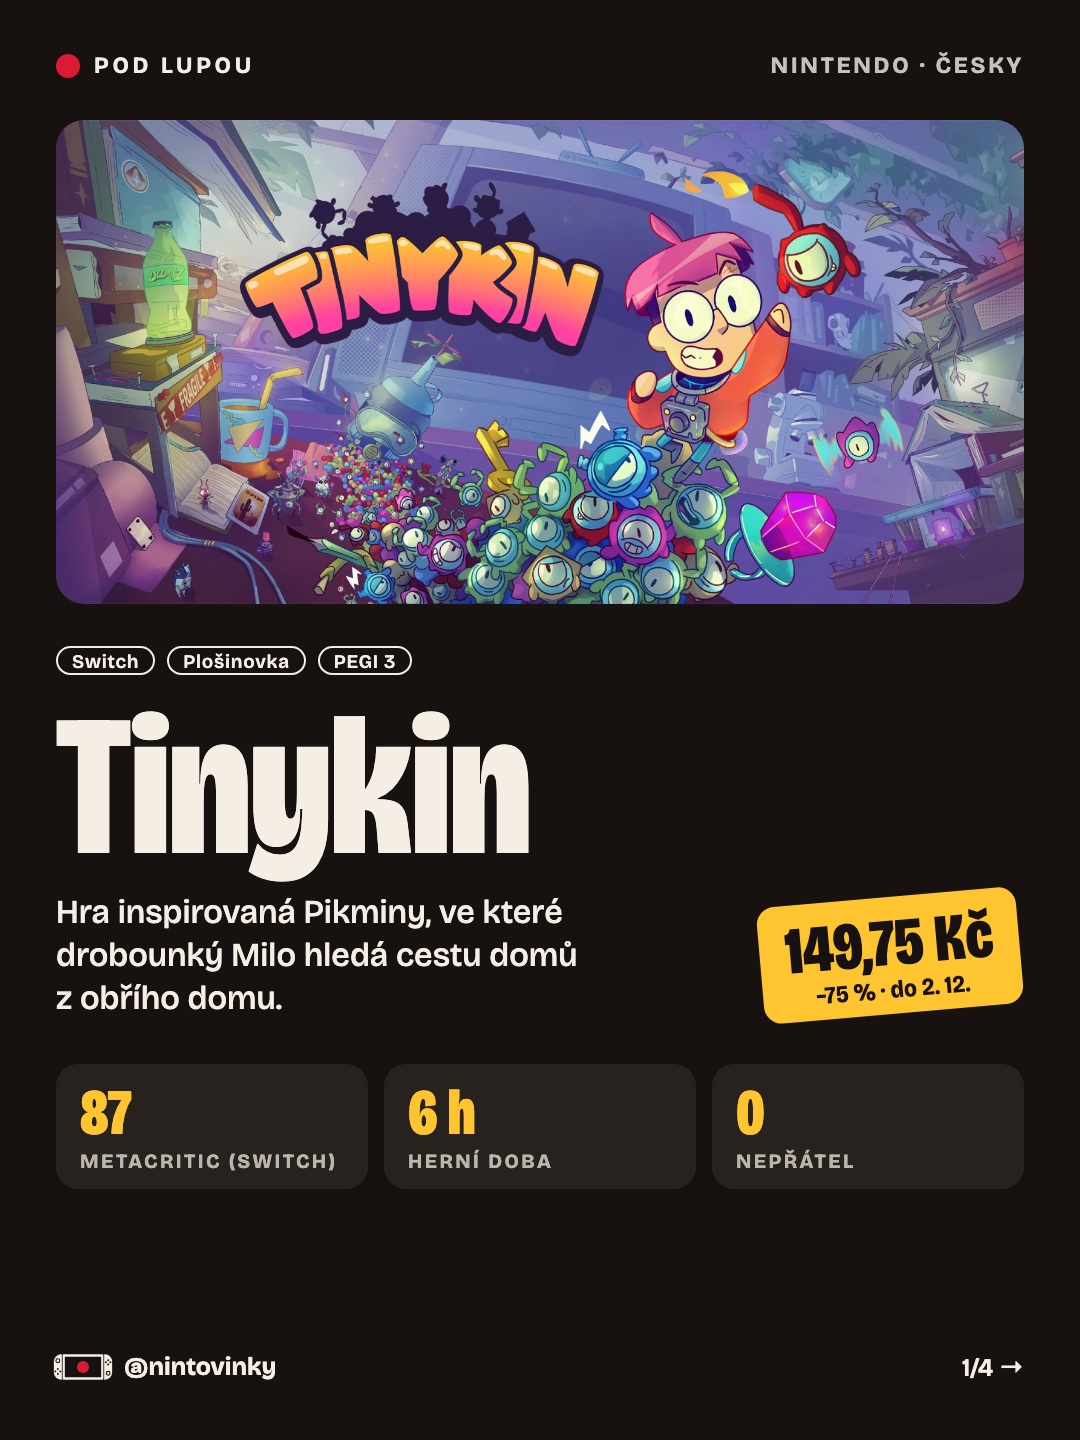 POD LUPOU
NINTENDO · ČESKY
TINYKIN
FRAGILE
Switch
Plošinovka
PEGI 3
Tinykin
Hra inspirovaná Pikminy, ve které
drobounký Milo hledá cestu domů
z obřího domu.
149,75 Kč
–75 % · do 2. 12.
87
METACRITIC (SWITCH)
6 h
HERNÍ DOBA
0
NEPŘÁTEL
@nintovinky
1/4 →